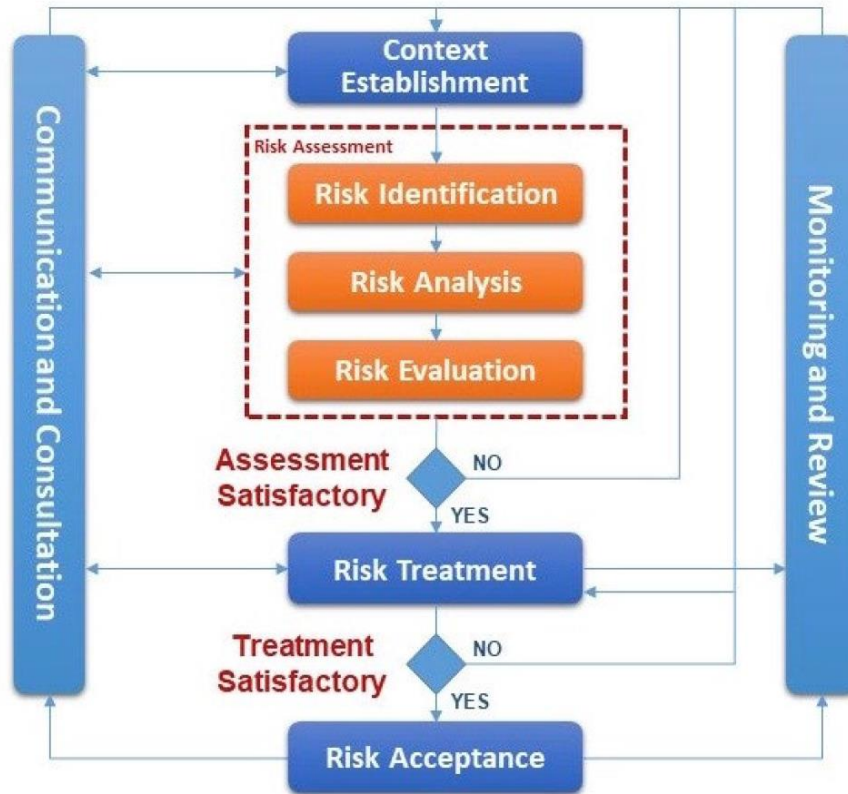 Context
Establishment
Risk Assessment
Risk Identification
Risk Analysis
Risk Evaluation
Assessment
Satisfactory
NO
YES
Risk Treatment
Treatment
Satisfactory
NO
YES
Risk Acceptance
Communication and Consultation
Monitoring and Review